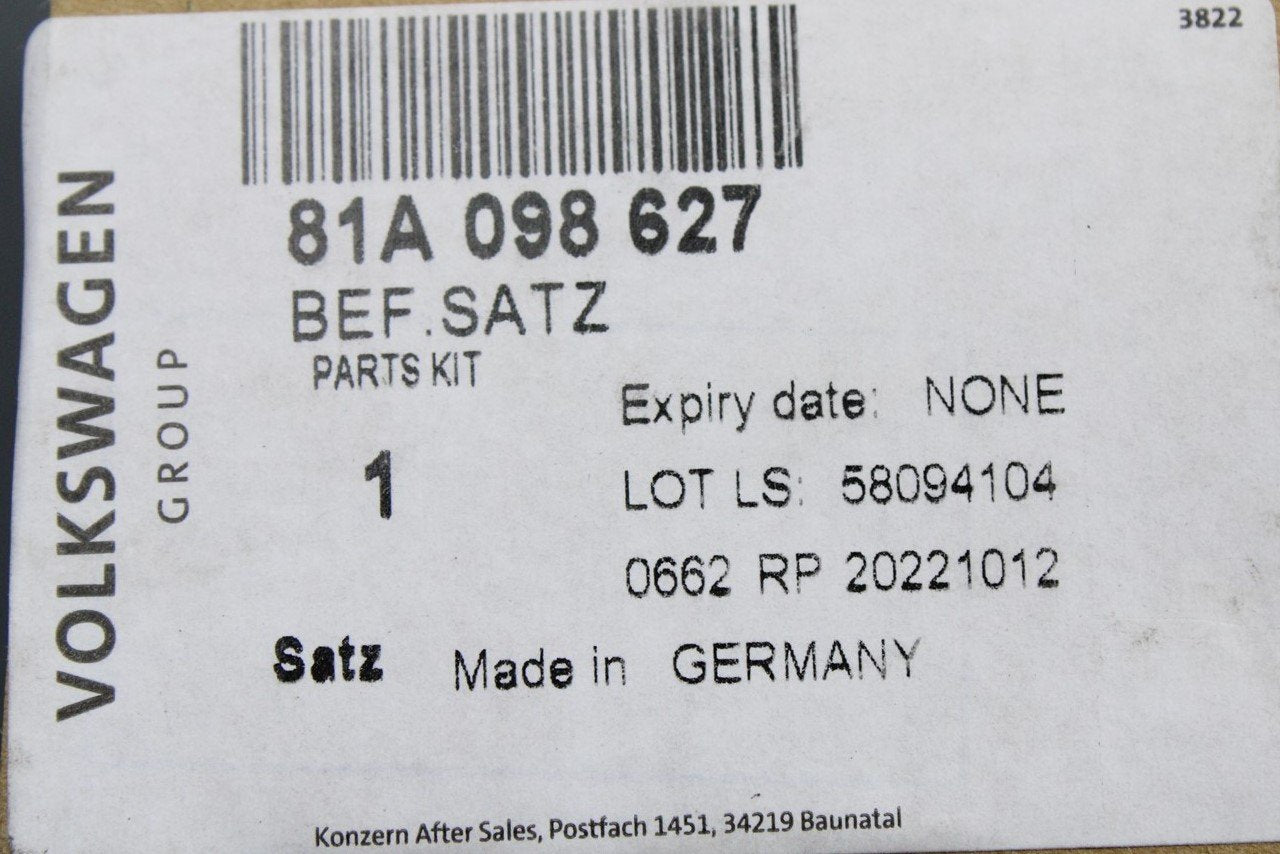 3822
VOLKSWAGEN
GROUP
81A 098 627
BEF.SATZ
PARTS KIT
Expiry date: NONE
1
LOT LS: 58094104
0662 RP 20221012
Satz Made in GERMANY
Konzern After Sales, Postfach 1451, 34219 Baunatal